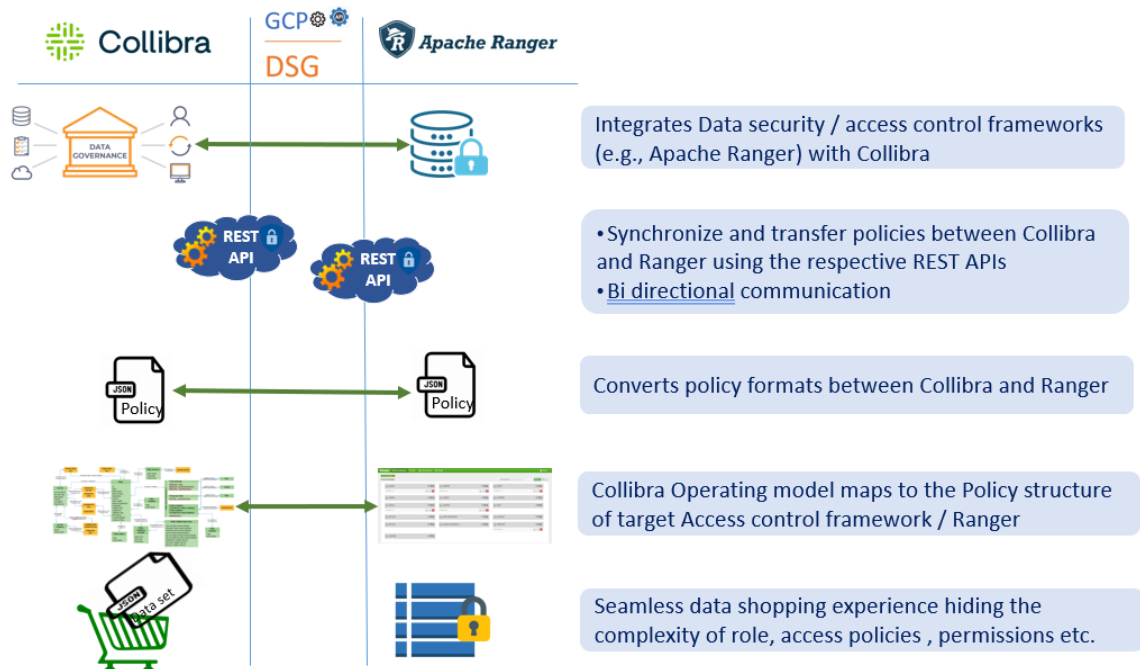 Collibra
GCP
API
DSG
R
Apache Ranger
DATA
GOVERNANCE
Integrates Data security / access control frameworks
(e.g., Apache Ranger) with Collibra
REST
API
REST
API
• Synchronize and transfer policies between Collibra
and Ranger using the respective REST APIs
• Bi directional communication
JSON
Policy
JSON
Policy
Converts policy formats between Collibra and Ranger
Collibra Operating model maps to the Policy structure
of target Access control framework / Ranger
JSON
Data set
Seamless data shopping experience hiding the
complexity of role, access policies , permissions etc.